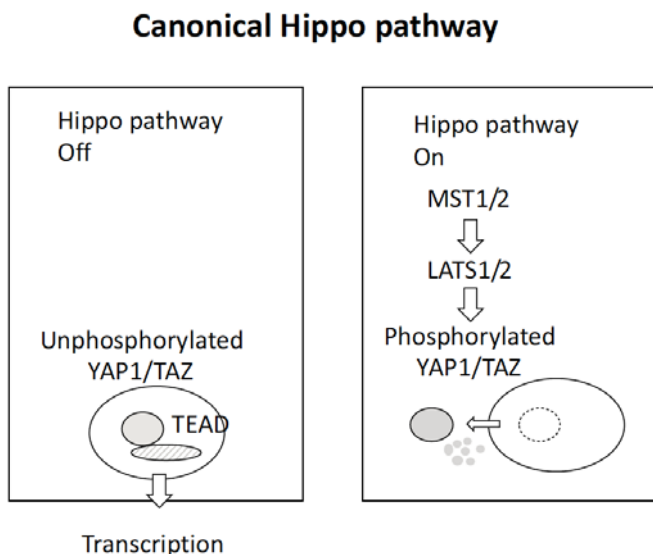 Canonical Hippo pathway
Hippo pathway
Off
Unphosphorylated
YAP1/TAZ
TEAD
Transcription
Hippo pathway
On
MST1/2
LATS1/2
Phosphorylated
YAP1/TAZ